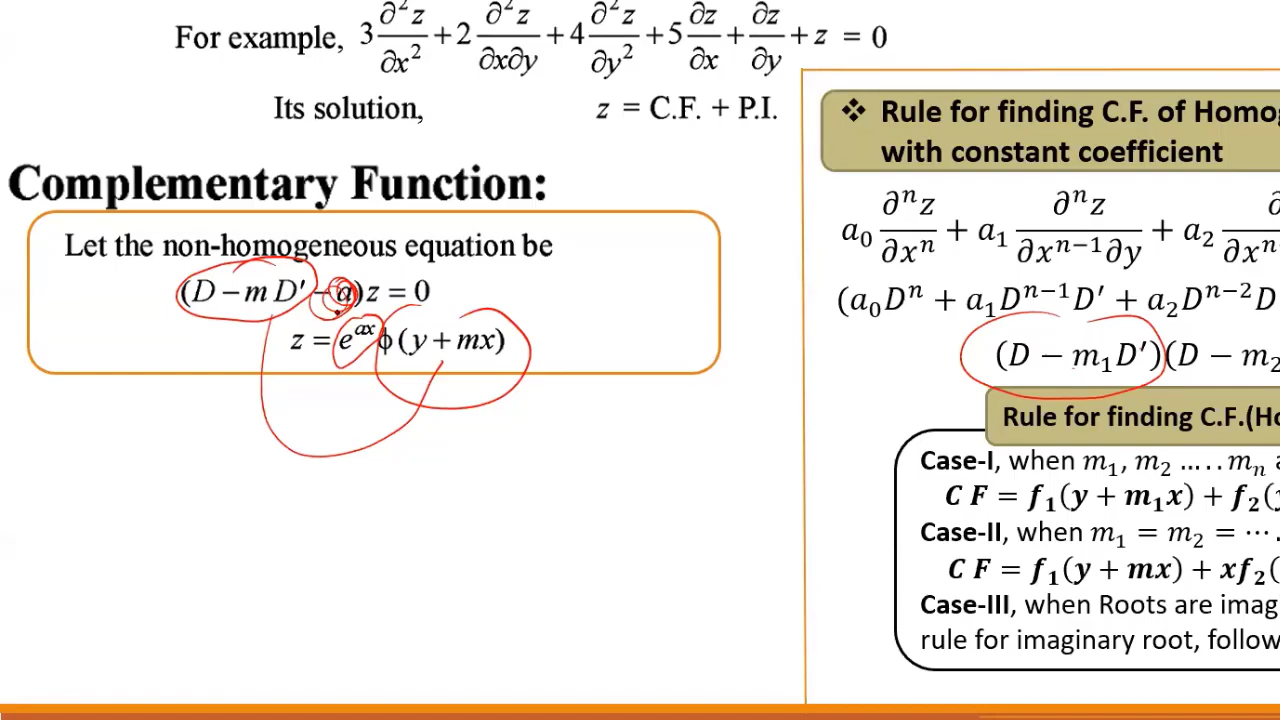 For example, 3 ∂²z/∂x² + 2 ∂²z/∂x∂y + 4 ∂²z/∂y² + 5 ∂z/∂x + ∂z/∂y + z = 0
Its solution, z = C.F. + P.I.
Complementary Function:
Let the non-homogeneous equation be
(D − m D′ − a)z = 0
z = e^{ax} ϕ (y + mx)
❖ Rule for finding C.F. of Homog
with constant coefficient
a₀ ∂ⁿz/∂xⁿ + a₁ ∂ⁿz/∂xⁿ⁻¹∂y + a₂ ∂/∂xⁿ
(a₀Dⁿ + a₁Dⁿ⁻¹D′ + a₂Dⁿ⁻²D
(D − m₁D′)(D − m₂
Rule for finding C.F.(Ho
Case-I, when m₁, m₂ ….. mₙ a
C F = f₁(y + m₁x) + f₂(y
Case-II, when m₁ = m₂ = ⋯ .
C F = f₁(y + mx) + xf₂(
Case-III, when Roots are imag
rule for imaginary root, follow